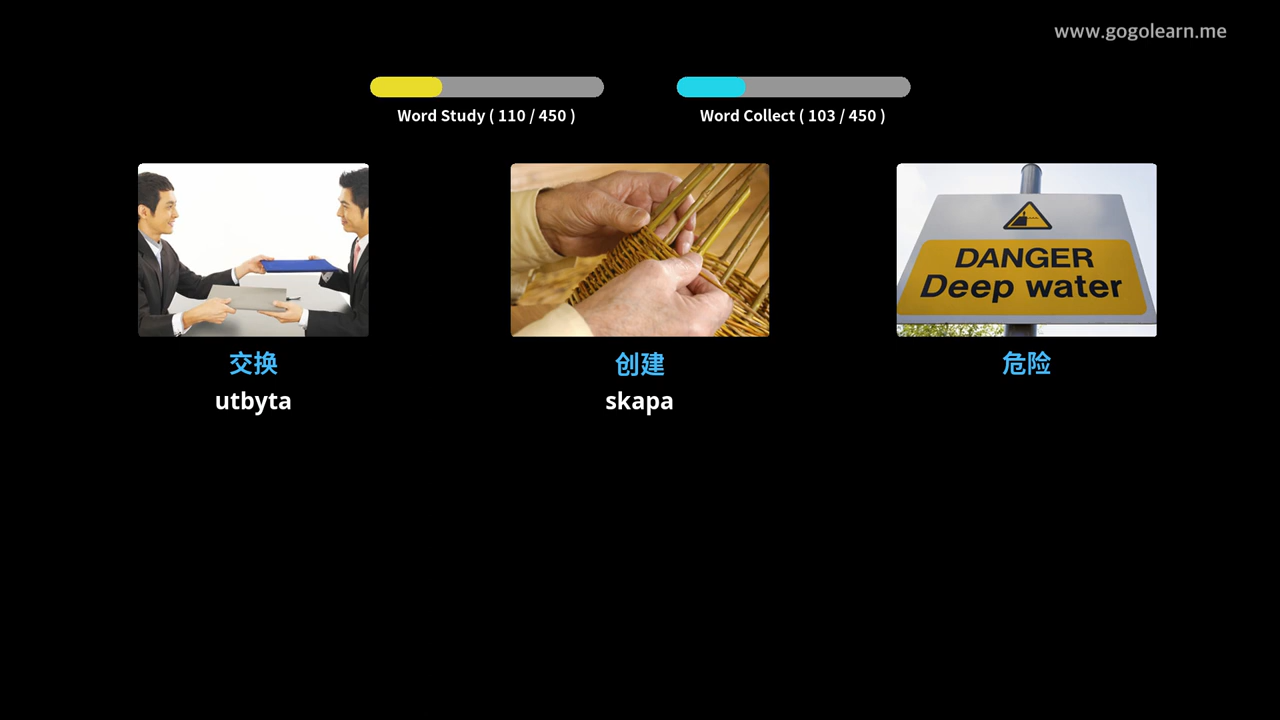 www.gogolearn.me
Word Study ( 110 / 450 )
Word Collect ( 103 / 450 )
DANGER
Deep water
交换
创建
危险
utbyta
skapa